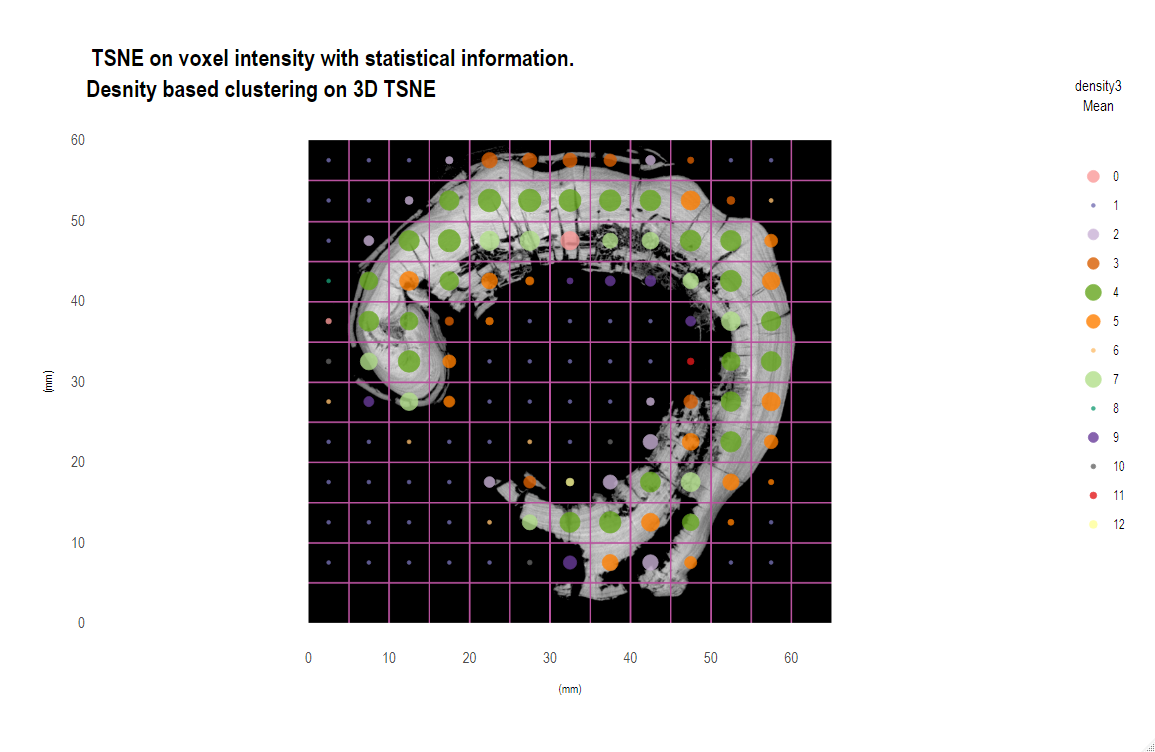 TSNE on voxel intensity with statistical information.
Desnity based clustering on 3D TSNE
density3
Mean
0
1
2
3
4
5
6
7
8
9
10
11
12
60
50
40
30
20
10
0
(mm)
0 10 20 30 40 50 60
(mm)